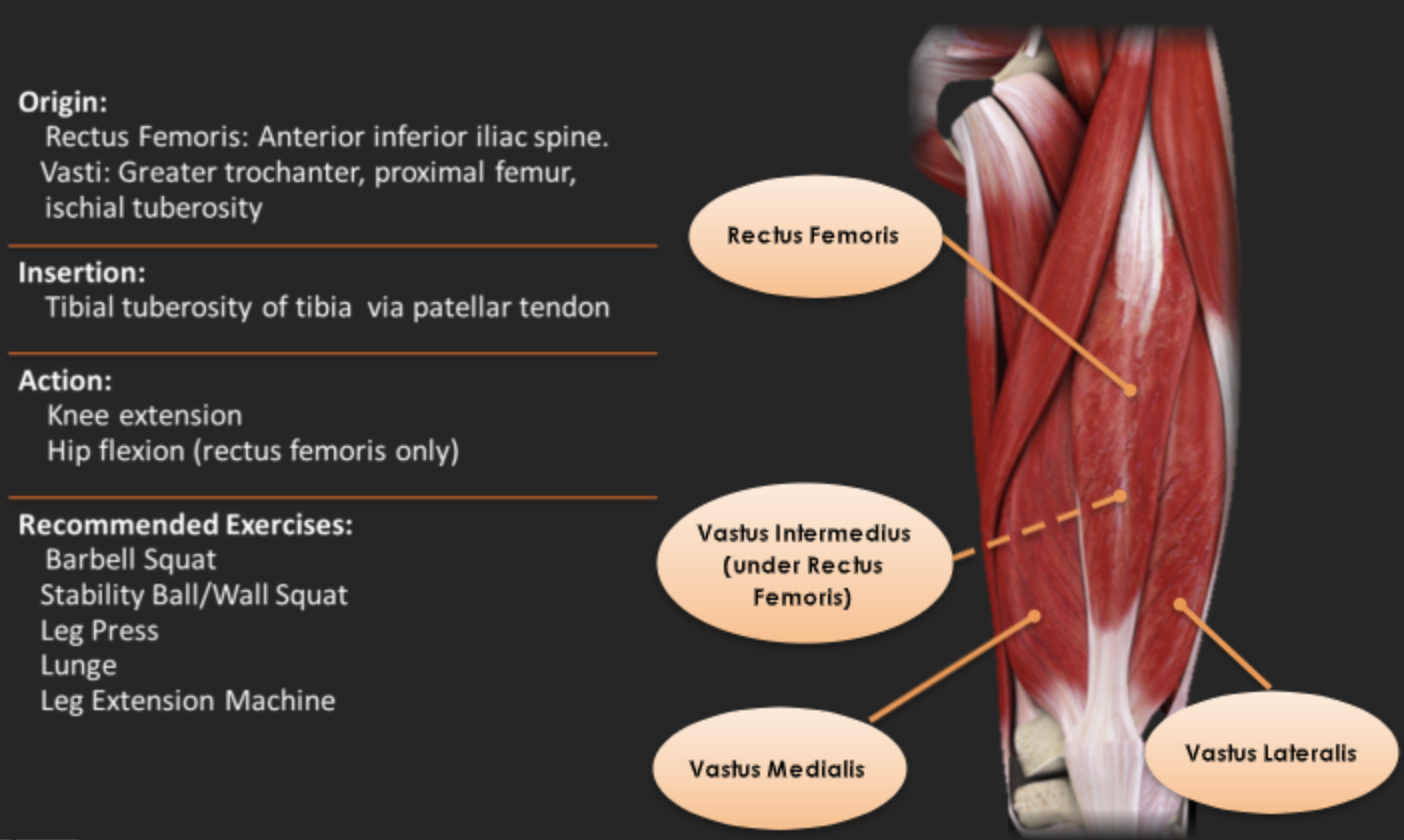 Origin:
Rectus Femoris: Anterior inferior iliac spine.
Vasti: Greater trochanter, proximal femur,
ischial tuberosity
Insertion:
Tibial tuberosity of tibia via patellar tendon
Action:
Knee extension
Hip flexion (rectus femoris only)
Recommended Exercises:
Barbell Squat
Stability Ball/Wall Squat
Leg Press
Lunge
Leg Extension Machine
Rectus Femoris
Vastus Intermedius
(under Rectus
Femoris)
Vastus Medialis
Vastus Lateralis